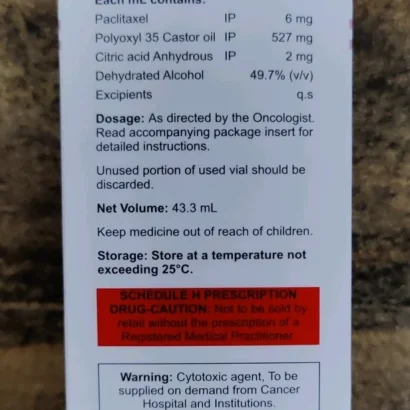 Each mL contains:
Paclitaxel IP 6 mg
Polyoxyl 35 Castor oil IP 527 mg
Citric acid Anhydrous IP 2 mg
Dehydrated Alcohol 49.7% (v/v)
Excipients q.s
Dosage: As directed by the Oncologist.
Read accompanying package insert for
detailed instructions.
Unused portion of used vial should be
discarded.
Net Volume: 43.3 mL
Keep medicine out of reach of children.
Storage: Store at a temperature not
exceeding 25°C.
SCHEDULE H PRESCRIPTION
DRUG-CAUTION: Not to be sold by
retail without the prescription of a
Registered Medical Practitioner
Warning: Cytotoxic agent, To be
supplied on demand from Cancer
Hospital and Institutions.